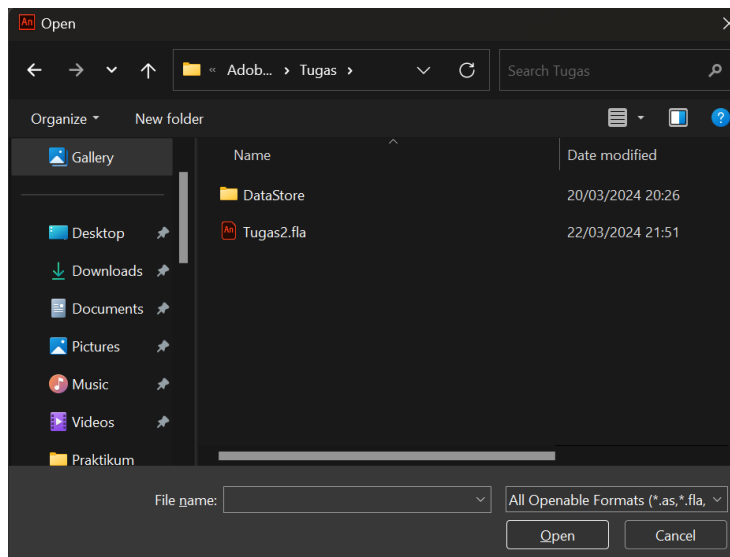 An Open
« Adob... › Tugas ›
Search Tugas
Organize
New folder
?
Gallery
Name
Date modified
DataStore
20/03/2024 20:26
An Tugas2.fla
22/03/2024 21:51
Desktop
Downloads
Documents
Pictures
Music
Videos
Praktikum
File name:
All Openable Formats (*.as,*.fla,
Open
Cancel